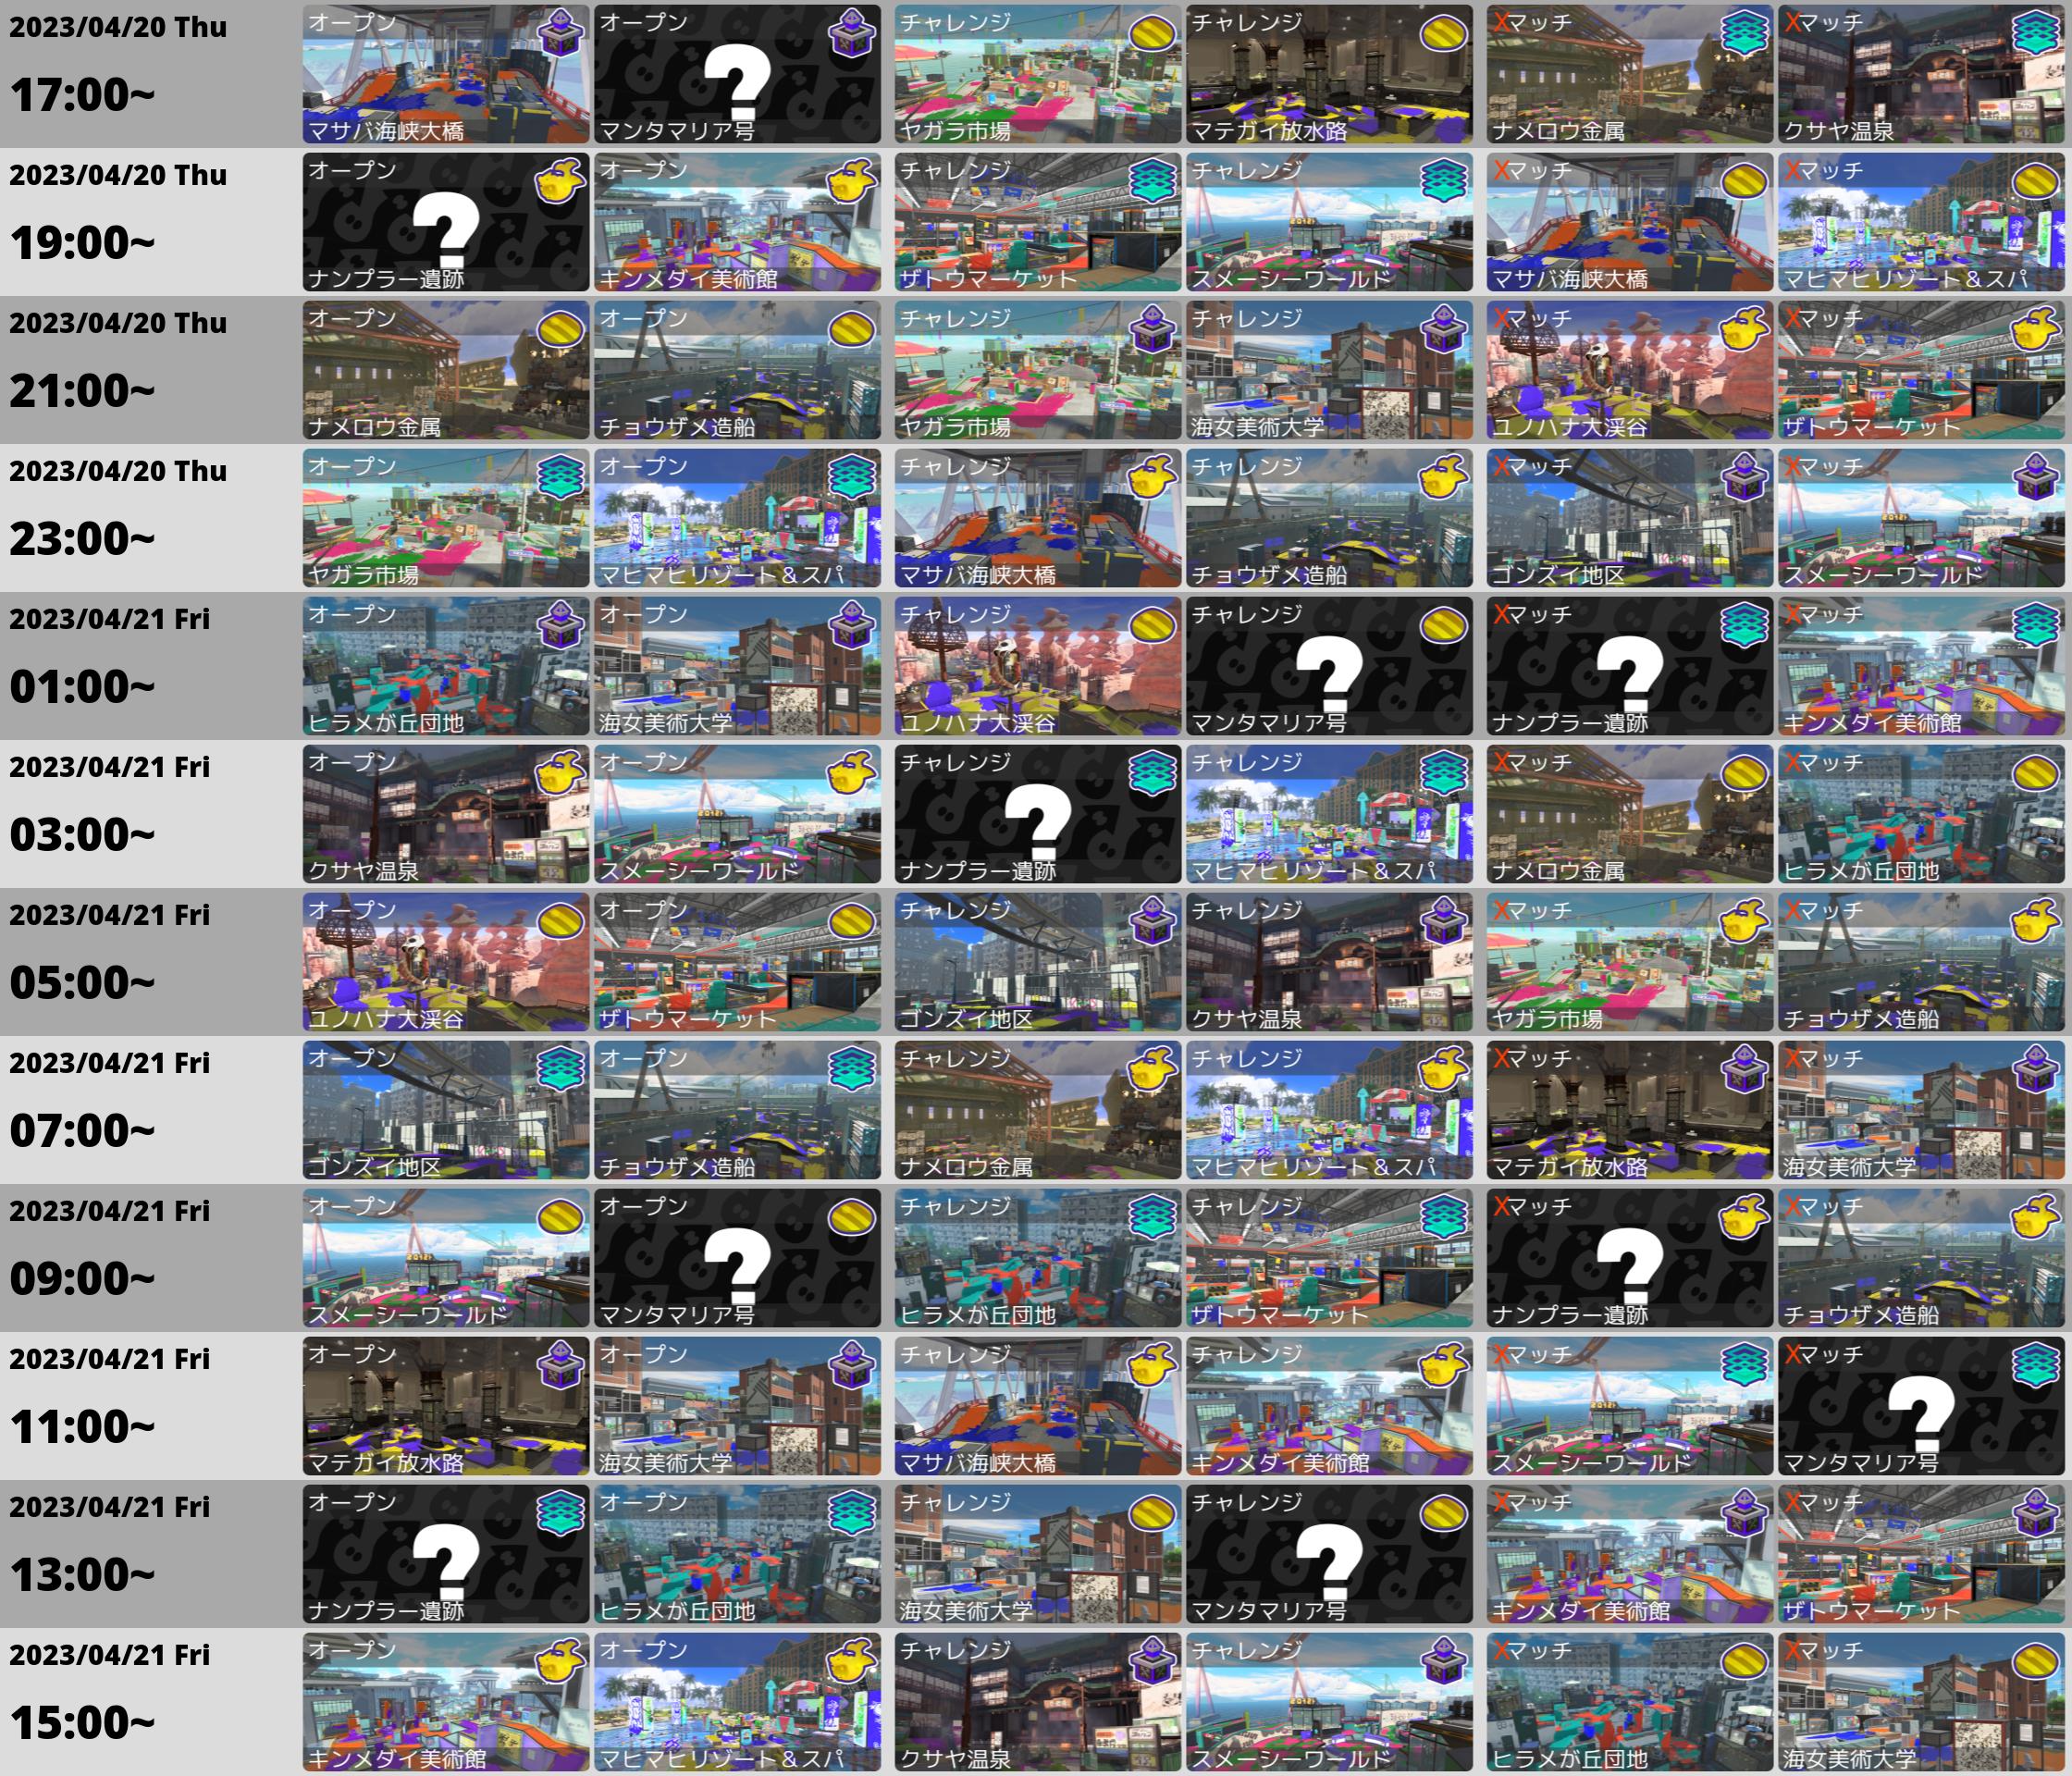 2023/04/20 Thu
17:00~
オープン オープン チャレンジ チャレンジ Xマッチ Xマッチ
マサバ海峡大橋 マンタマリア号 ヤガラ市場 マテガイ放水路 ナメロウ金属 クサヤ温泉
2023/04/20 Thu
19:00~
オープン オープン チャレンジ チャレンジ Xマッチ Xマッチ
ナンプラー遺跡 キンメダイ美術館 ザトウマーケット スメーシーワールド マサバ海峡大橋 マヒマヒリゾート＆スパ
2023/04/20 Thu
21:00~
オープン オープン チャレンジ チャレンジ Xマッチ Xマッチ
ナメロウ金属 チョウザメ造船 ヤガラ市場 海女美術大学 ユノハナ大渓谷 ザトウマーケット
2023/04/20 Thu
23:00~
オープン オープン チャレンジ チャレンジ Xマッチ Xマッチ
ヤガラ市場 マヒマヒリゾート＆スパ マサバ海峡大橋 チョウザメ造船 ゴンズイ地区 スメーシーワールド
2023/04/21 Fri
01:00~
オープン オープン チャレンジ チャレンジ Xマッチ Xマッチ
ヒラメが丘団地 海女美術大学 ユノハナ大渓谷 マンタマリア号 ナンプラー遺跡 キンメダイ美術館
2023/04/21 Fri
03:00~
オープン オープン チャレンジ チャレンジ Xマッチ Xマッチ
クサヤ温泉 スメーシーワールド ナンプラー遺跡 マヒマヒリゾート＆スパ ナメロウ金属 ヒラメが丘団地
2023/04/21 Fri
05:00~
オープン オープン チャレンジ チャレンジ Xマッチ Xマッチ
ユノハナ大渓谷 ザトウマーケット ゴンズイ地区 クサヤ温泉 ヤガラ市場 チョウザメ造船
2023/04/21 Fri
07:00~
オープン オープン チャレンジ チャレンジ Xマッチ Xマッチ
ゴンズイ地区 チョウザメ造船 ナメロウ金属 マヒマヒリゾート＆スパ マテガイ放水路 海女美術大学
2023/04/21 Fri
09:00~
オープン オープン チャレンジ チャレンジ Xマッチ Xマッチ
スメーシーワールド マンタマリア号 ヒラメが丘団地 ザトウマーケット ナンプラー遺跡 チョウザメ造船
2023/04/21 Fri
11:00~
オープン オープン チャレンジ チャレンジ Xマッチ Xマッチ
マテガイ放水路 海女美術大学 マサバ海峡大橋 キンメダイ美術館 スメーシーワールド マンタマリア号
2023/04/21 Fri
13:00~
オープン オープン チャレンジ チャレンジ Xマッチ Xマッチ
ナンプラー遺跡 ヒラメが丘団地 海女美術大学 マンタマリア号 キンメダイ美術館 ザトウマーケット
2023/04/21 Fri
15:00~
オープン オープン チャレンジ チャレンジ Xマッチ Xマッチ
キンメダイ美術館 マヒマヒリゾート＆スパ クサヤ温泉 スメーシーワールド ヒラメが丘団地 海女美術大学